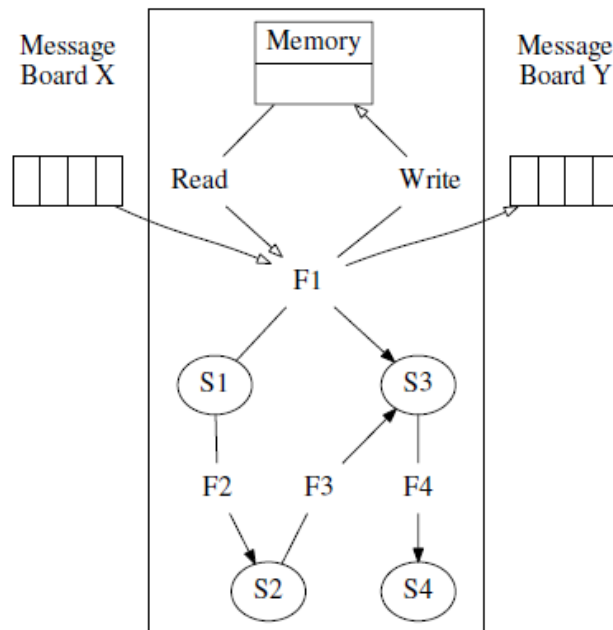 Message
Board X
Memory
Message
Board Y
Read
Write
F1
S1
S3
F2
F3
F4
S2
S4